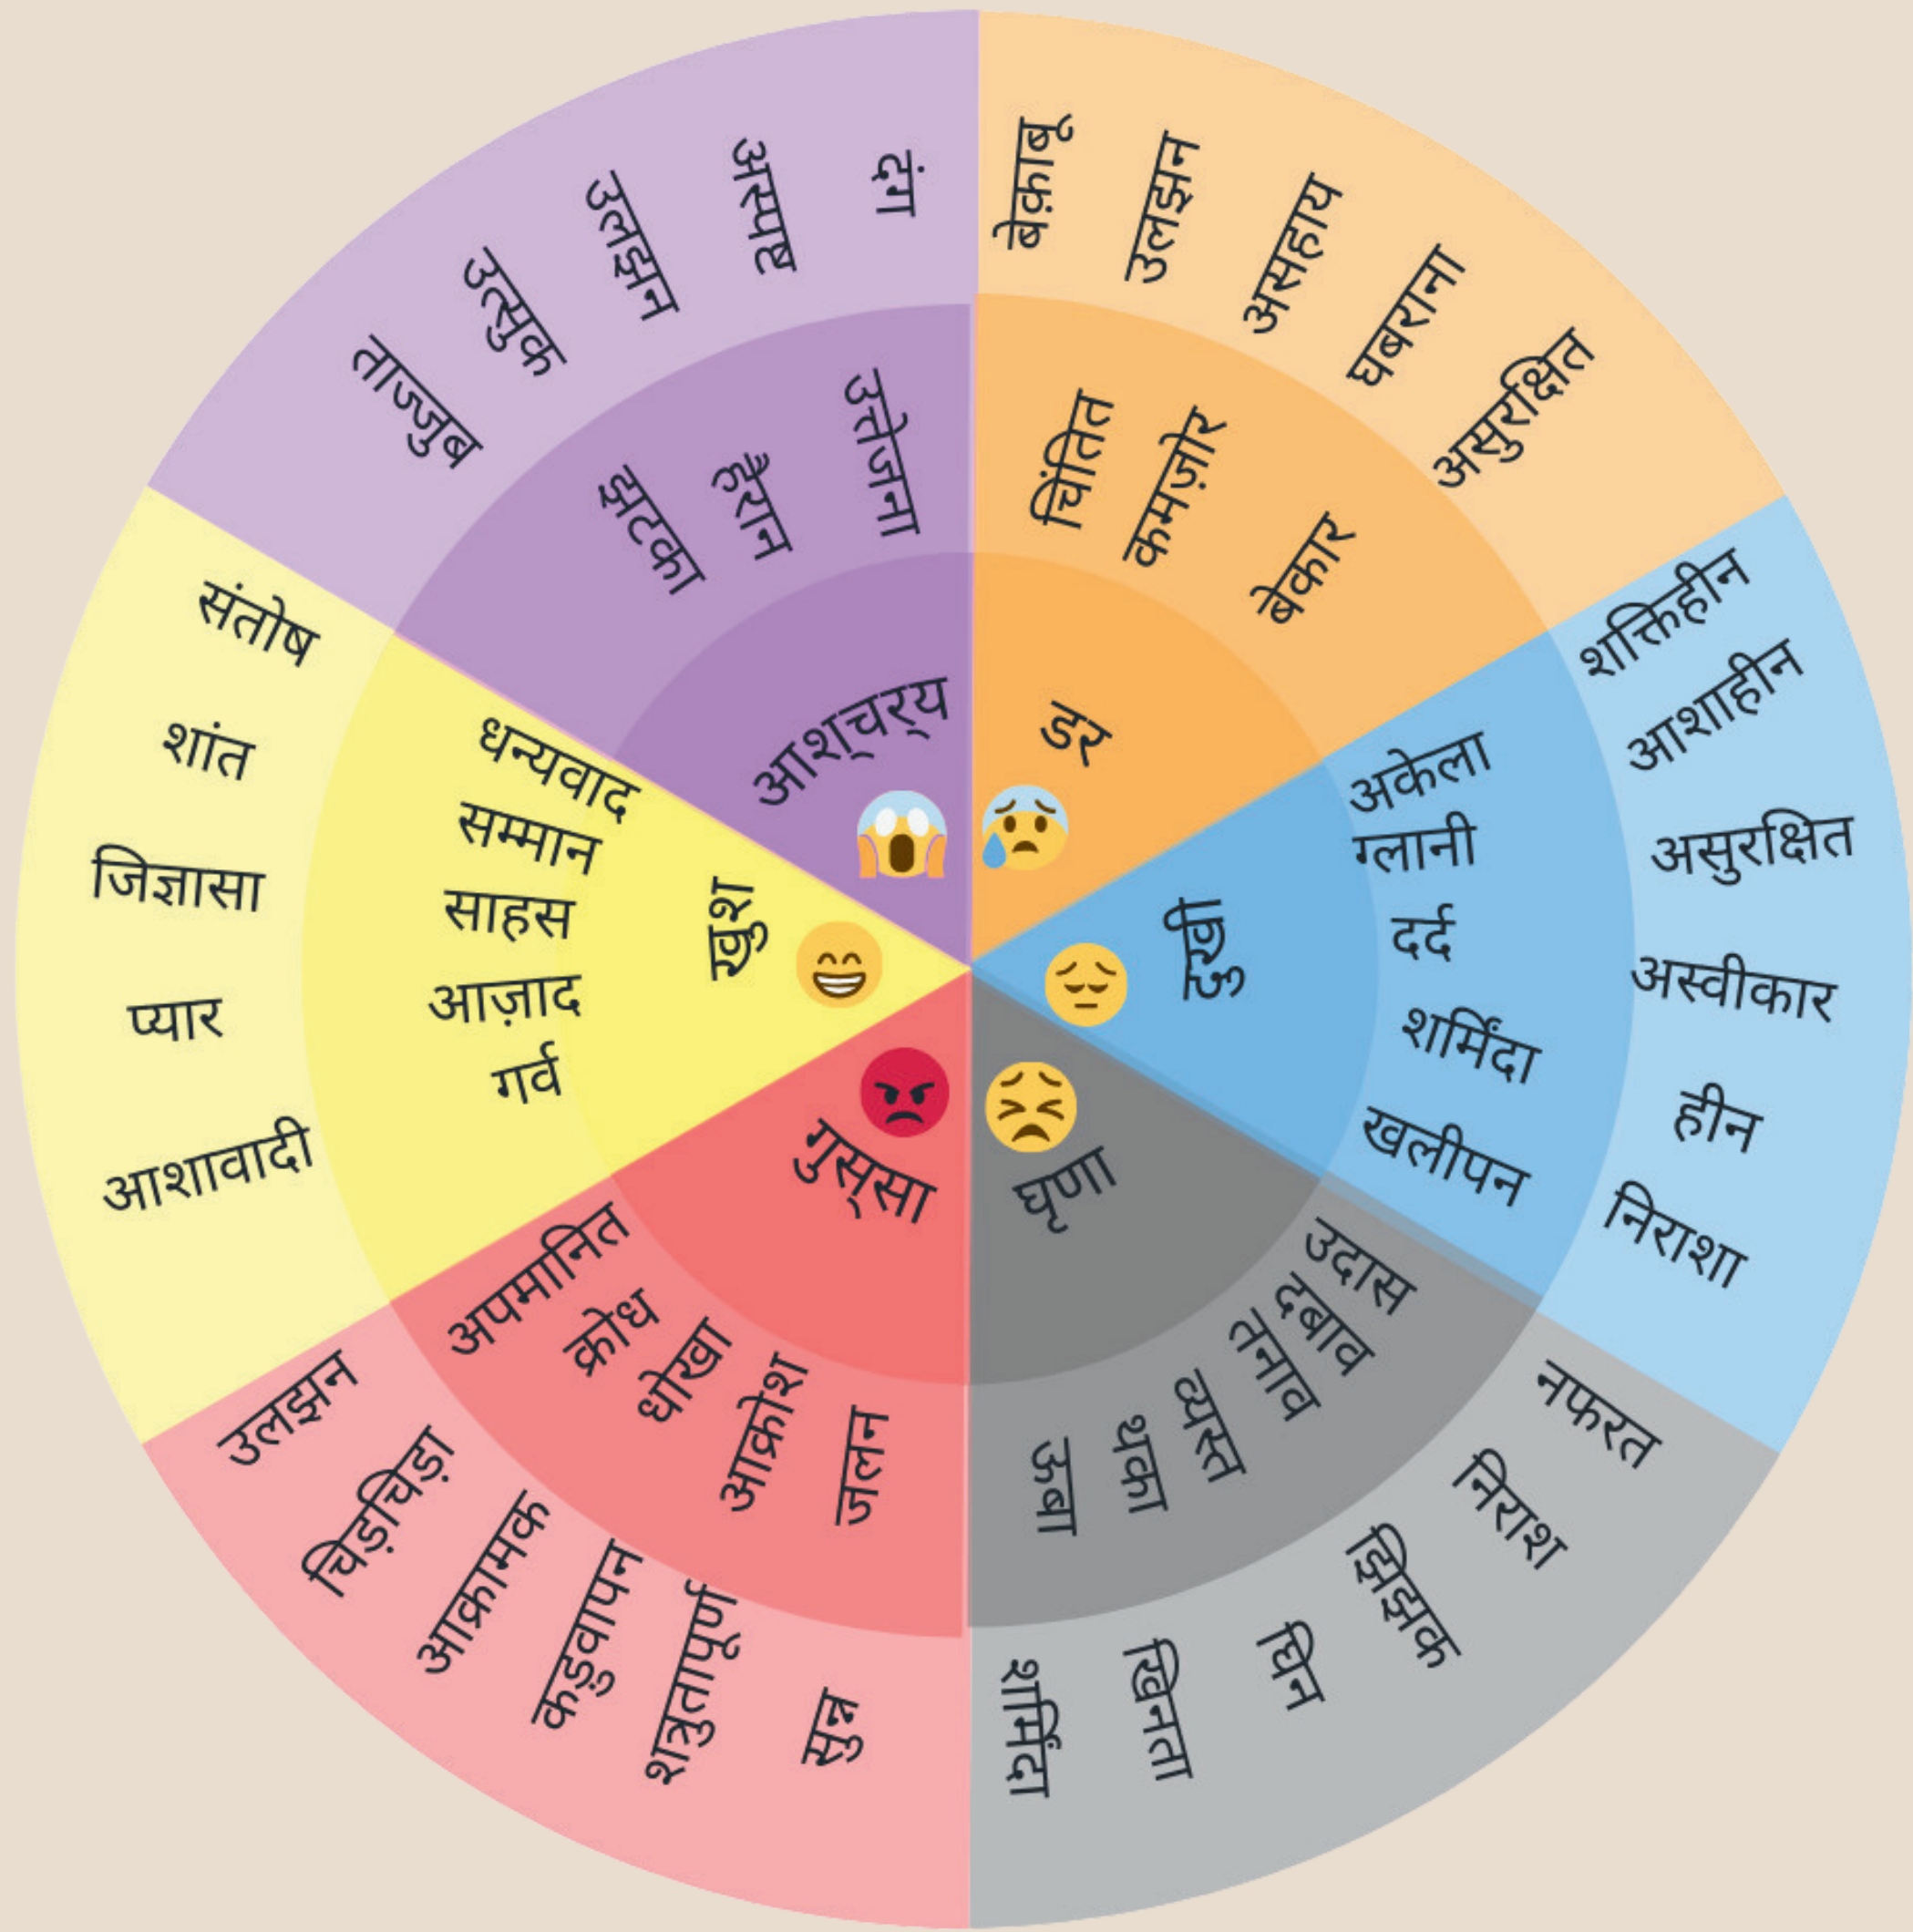 आश्चर्य
झटका
हैरान
उत्तेजना
ताज्जुब
उत्सुक
उलझन
अस्पष्ट
दंग
डर
चिंतित
कमज़ोर
बेकार
बेक़ाबू
उलझन
असहाय
घबराना
असुरक्षित
दुखी
अकेला
ग्लानी
दर्द
शर्मिंदा
खलीपन
शक्तिहीन
आशाहीन
असुरक्षित
अस्वीकार
हीन
निराशा
घृणा
उदास
दबाव
तनाव
व्यस्त
थका
ऊबा
नफरत
निराश
झिझक
घिन
खिनता
शर्मिंदा
गुस्सा
अपमानित
क्रोध
धोखा
आक्रोश
जलन
उलझन
चिड़चिड़ा
आक्रामक
कड़ुवापन
शत्रुतापूर्ण
सुन्न
खुश
धन्यवाद
सम्मान
साहस
आज़ाद
गर्व
संतोष
शांत
जिज्ञासा
प्यार
आशावादी